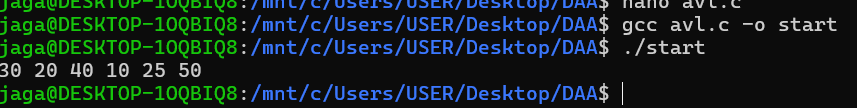 jaga@DESKTOP-1OQBIQ8:/mnt/c/Users/USER/Desktop/DAA$ nano avl.c
jaga@DESKTOP-1OQBIQ8:/mnt/c/Users/USER/Desktop/DAA$ gcc avl.c -o start
jaga@DESKTOP-1OQBIQ8:/mnt/c/Users/USER/Desktop/DAA$ ./start
30 20 40 10 25 50
jaga@DESKTOP-1OQBIQ8:/mnt/c/Users/USER/Desktop/DAA$